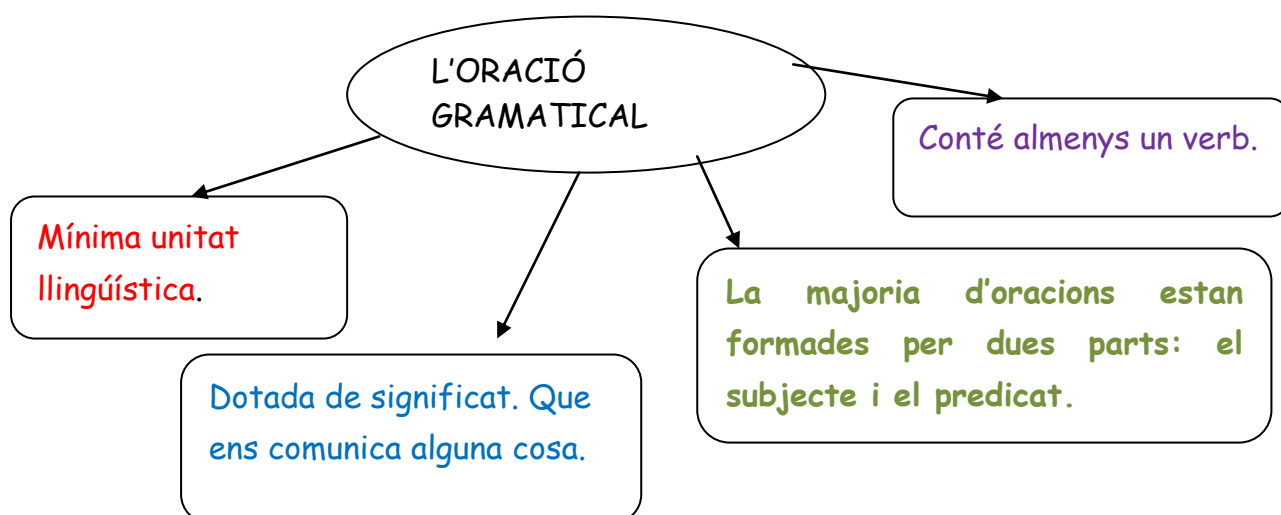 L'ORACIÓ
GRAMATICAL
Conté almenys un verb.
Mínima unitat
llingúística.
La majoria d'oracions estan
formades per dues parts: el
subjecte i el predicat.
Dotada de significat. Que
ens comunica alguna cosa.